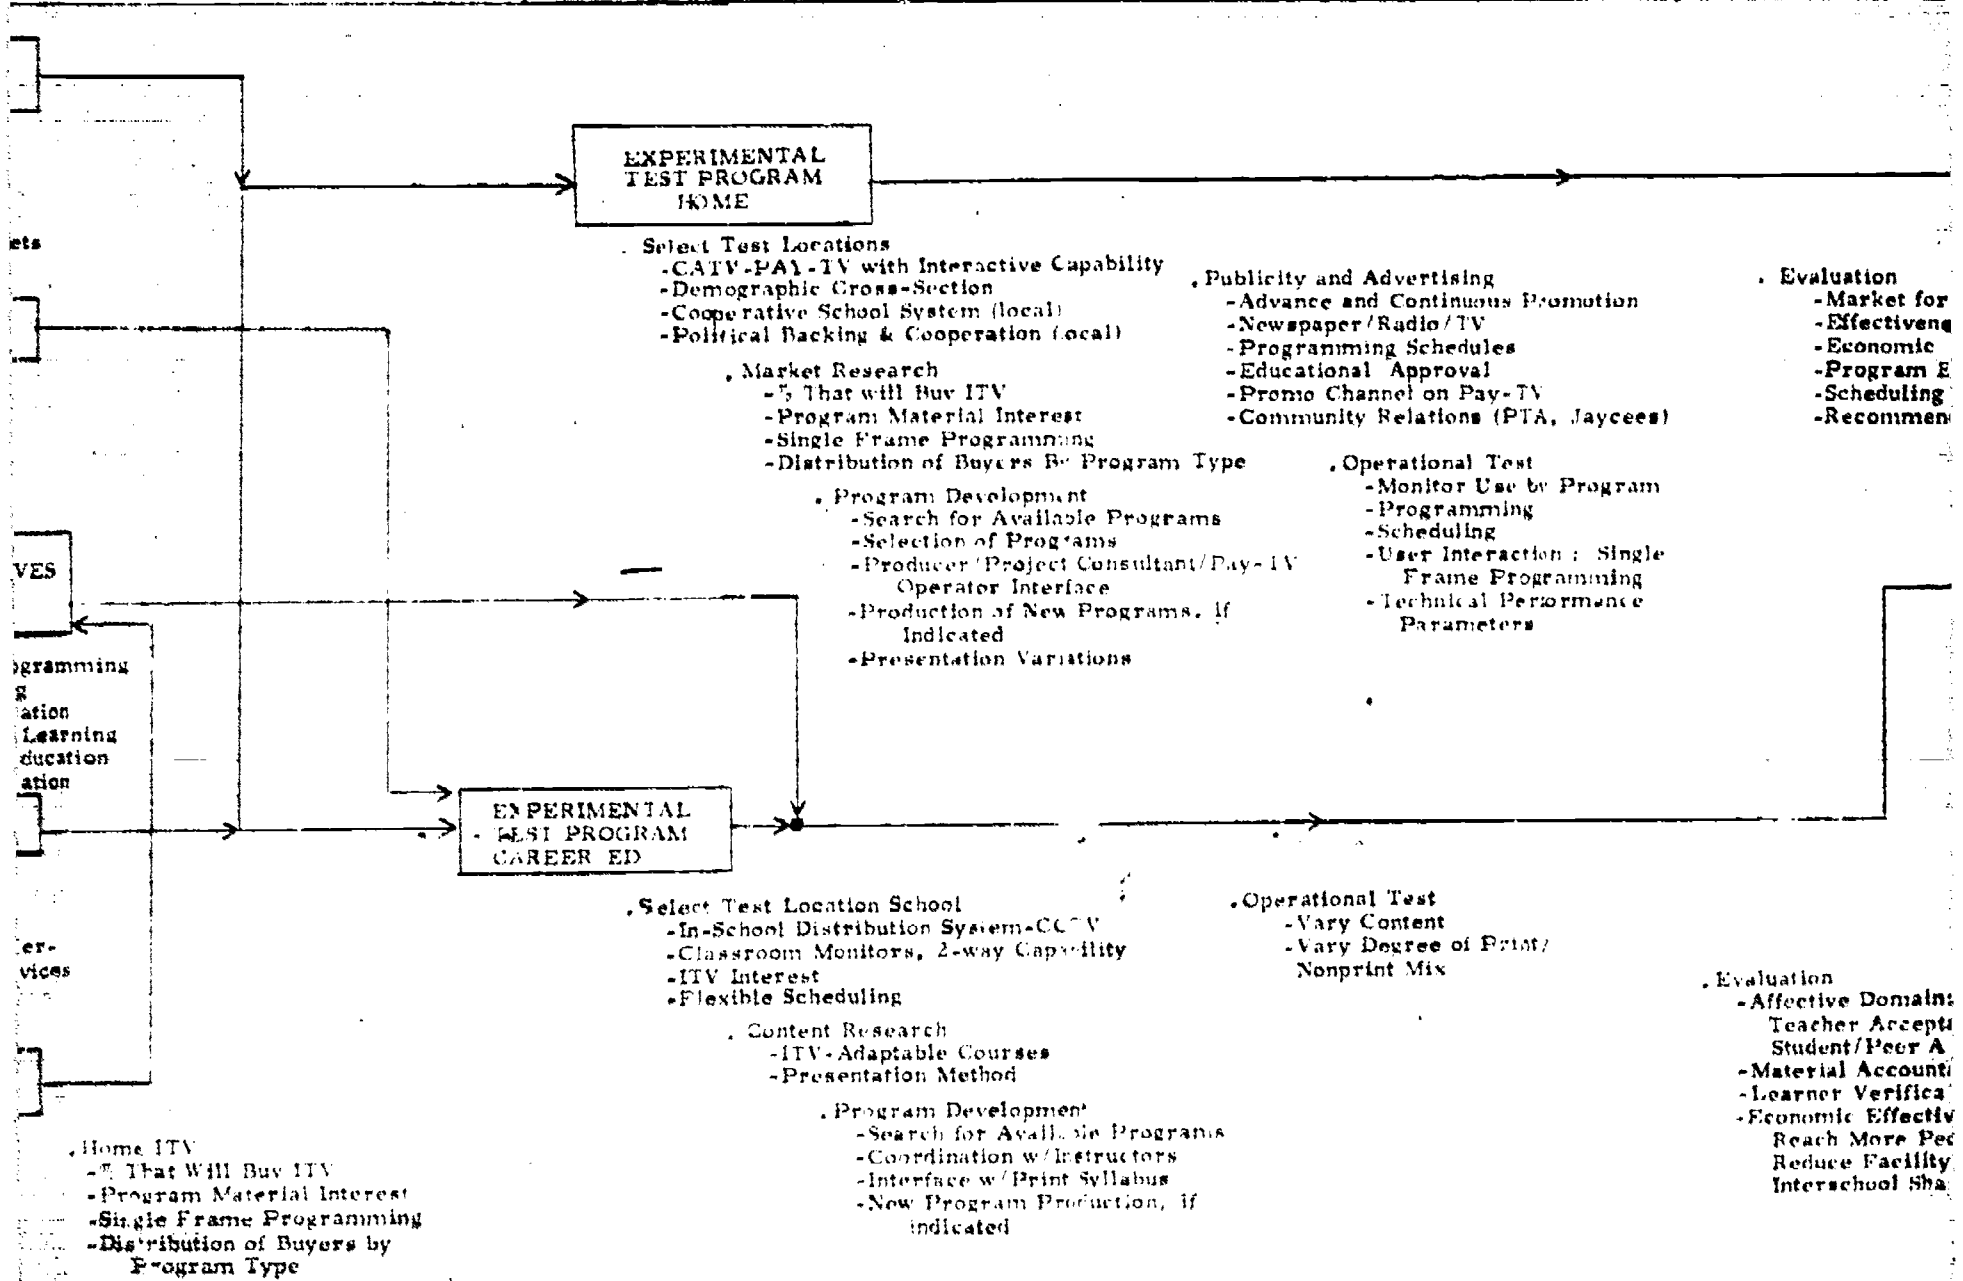 EXPERIMENTAL
TEST PROGRAM
HOME
ets
. Select Test Locations
-CATV-PAY-TV with Interactive Capability
-Demographic Cross-Section
-Cooperative School System (local)
-Political Backing & Cooperation (local)
. Market Research
-% That will Buy ITV
-Program Material Interest
-Single Frame Programming
-Distribution of Buyers By Program Type
. Program Development
-Search for Available Programs
-Selection of Programs
-Producer/Project Consultant/Pay-TV
Operator Interface
-Production of New Programs, if
Indicated
-Presentation Variations
. Publicity and Advertising
-Advance and Continuous Promotion
-Newspaper/Radio/TV
-Programming Schedules
-Educational Approval
-Promo Channel on Pay-TV
-Community Relations (PTA, Jaycees)
. Operational Test
-Monitor Use by Program
-Programming
-Scheduling
-User Interaction : Single
Frame Programming
-Technical Performance
Parameters
. Evaluation
-Market for
-Effectivene
-Economic
-Program E
-Scheduling
-Recommen
VES
ogramming
s
ation
Learning
ducation
ation
er-
vices
EXPERIMENTAL
TEST PROGRAM
CAREER ED
. Select Test Location School
-In-School Distribution System-CCTV
-Classroom Monitors, 2-way Capability
-ITV Interest
-Flexible Scheduling
. Content Research
-ITV-Adaptable Courses
-Presentation Method
. Program Development
-Search for Available Programs
-Coordination w/Instructors
-Interface w/Print Syllabus
-New Program Production, if
indicated
. Operational Test
-Vary Content
-Vary Degree of Print/
Nonprint Mix
. Evaluation
-Affective Domain:
Teacher Accepta
Student/Peer A
-Material Accounta
-Learner Verifica
-Economic Effectiv
Reach More Peo
Reduce Facility
Interschool Sha
. Home ITV
-% That Will Buy ITV
-Program Material Interest
-Single Frame Programming
-Distribution of Buyers by
Program Type